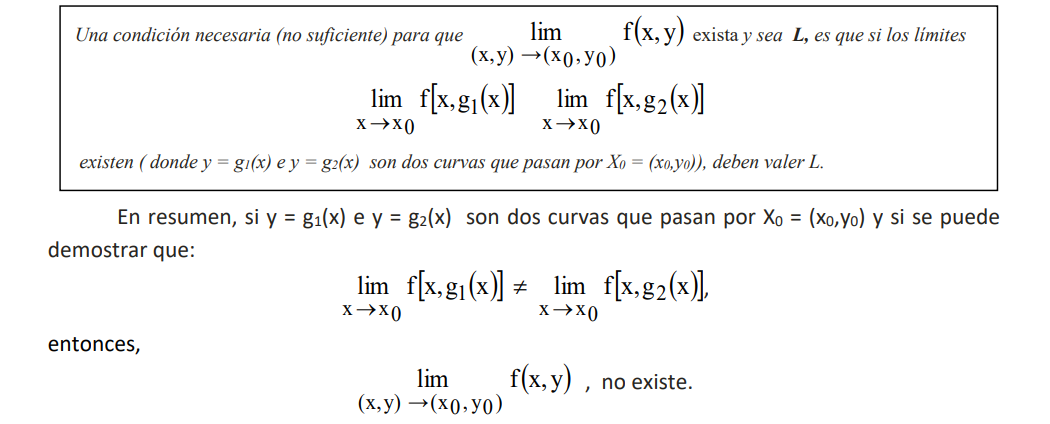 Una condición necesaria (no suficiente) para que lim f(x,y) exista y sea L, es que si los límites
(x,y) →(x₀,y₀)
lim f[x,g₁(x)] lim f[x,g₂(x)]
x→x₀ x→x₀
existen ( donde y = g₁(x) e y = g₂(x) son dos curvas que pasan por X₀ = (x₀,y₀)), deben valer L.
En resumen, si y = g₁(x) e y = g₂(x) son dos curvas que pasan por X₀ = (x₀,y₀) y si se puede
demostrar que:
lim f[x,g₁(x)] ≠ lim f[x,g₂(x)],
x→x₀ x→x₀
entonces,
lim f(x,y) , no existe.
(x,y) →(x₀,y₀)